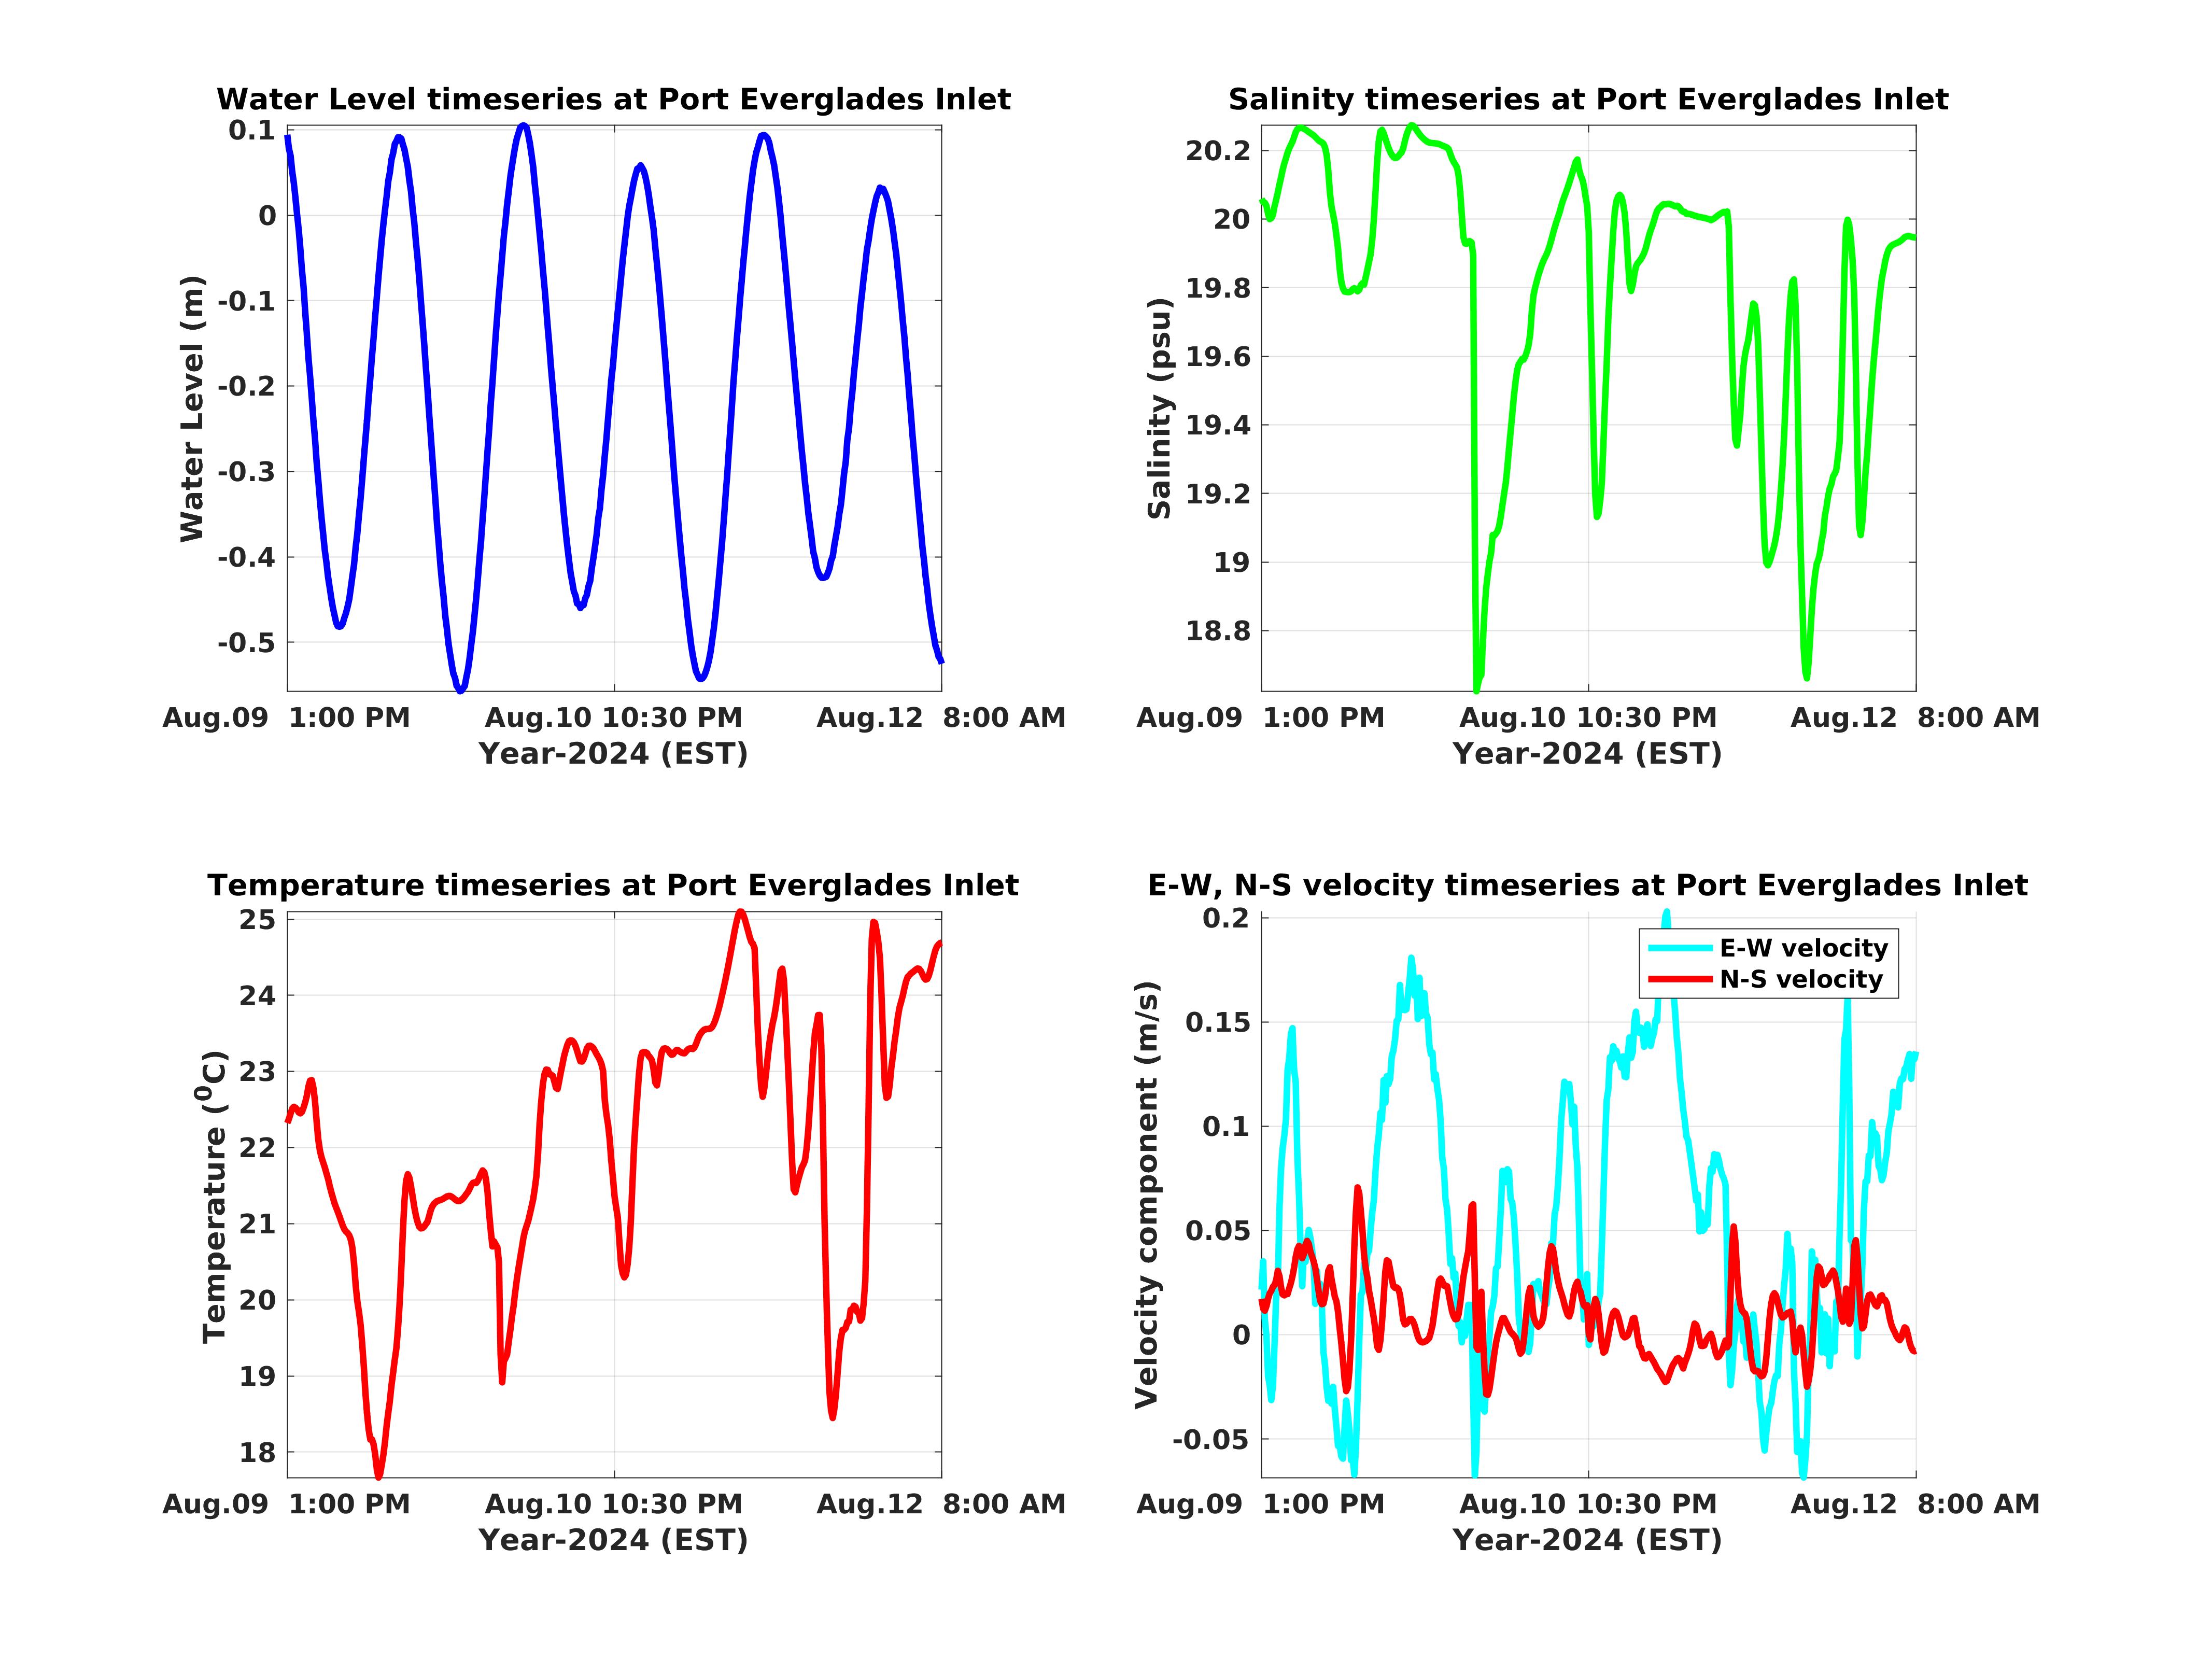 Water Level timeseries at Port Everglades Inlet
0.1
0
-0.1
-0.2
-0.3
-0.4
-0.5
Water Level (m)
Aug.09 1:00 PM
Aug.10 10:30 PM
Aug.12 8:00 AM
Year-2024 (EST)
Salinity timeseries at Port Everglades Inlet
20.2
20
19.8
19.6
19.4
19.2
19
18.8
Salinity (psu)
Aug.09 1:00 PM
Aug.10 10:30 PM
Aug.12 8:00 AM
Year-2024 (EST)
Temperature timeseries at Port Everglades Inlet
25
24
23
22
21
20
19
18
Temperature (⁰C)
Aug.09 1:00 PM
Aug.10 10:30 PM
Aug.12 8:00 AM
Year-2024 (EST)
E-W, N-S velocity timeseries at Port Everglades Inlet
0.2
0.15
0.1
0.05
0
-0.05
Velocity component (m/s)
E-W velocity
N-S velocity
Aug.09 1:00 PM
Aug.10 10:30 PM
Aug.12 8:00 AM
Year-2024 (EST)